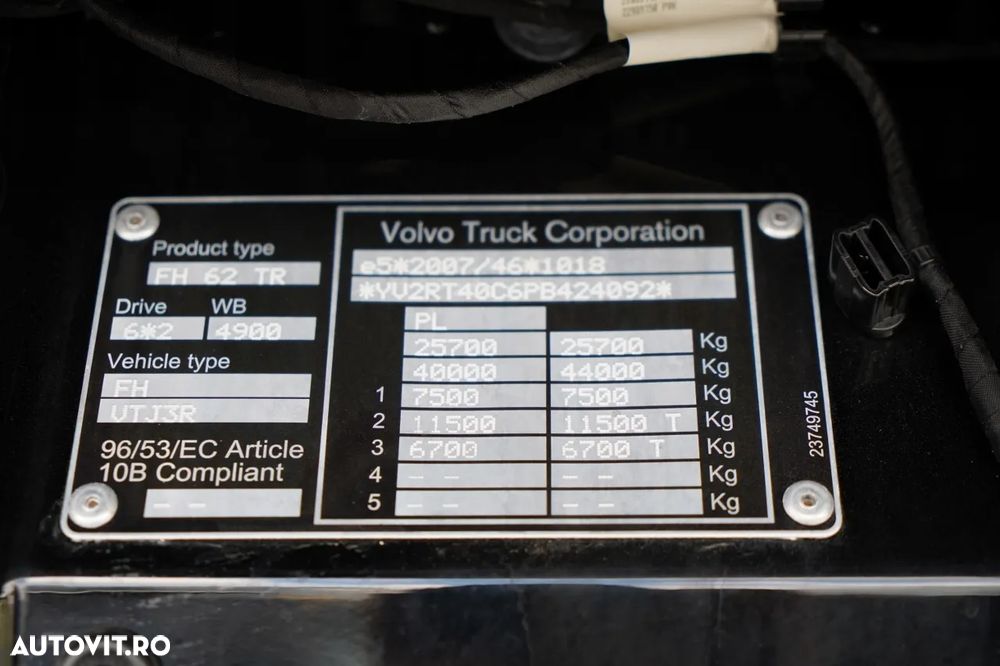 Product type
FH 62 TR
Drive WB
6*2 4900
Vehicle type
FH
VTJ3R
96/53/EC Article
10B Compliant
- -
Volvo Truck Corporation
e5*2007/46*1018
*YV2RT40C6PB424092*
PL
25700 25700 Kg
40000 44000 Kg
1 7500 7500 Kg
2 11500 11500 T Kg
3 6700 6700 T Kg
4 - - - - Kg
5 - - - - Kg
23749745
AUTOVIT.RO